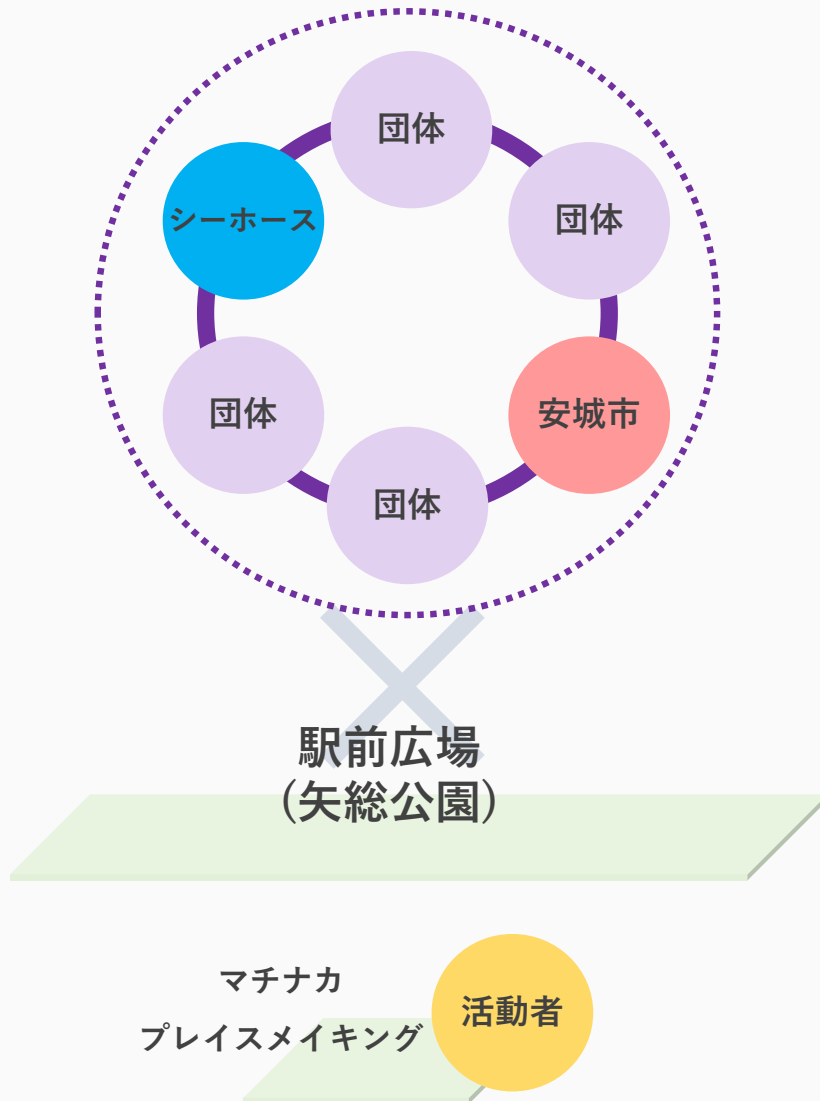 団体
シーホース
団体
団体
安城市
団体
駅前広場
(矢総公園)
マチナカ
プレイスメイキング
活動者